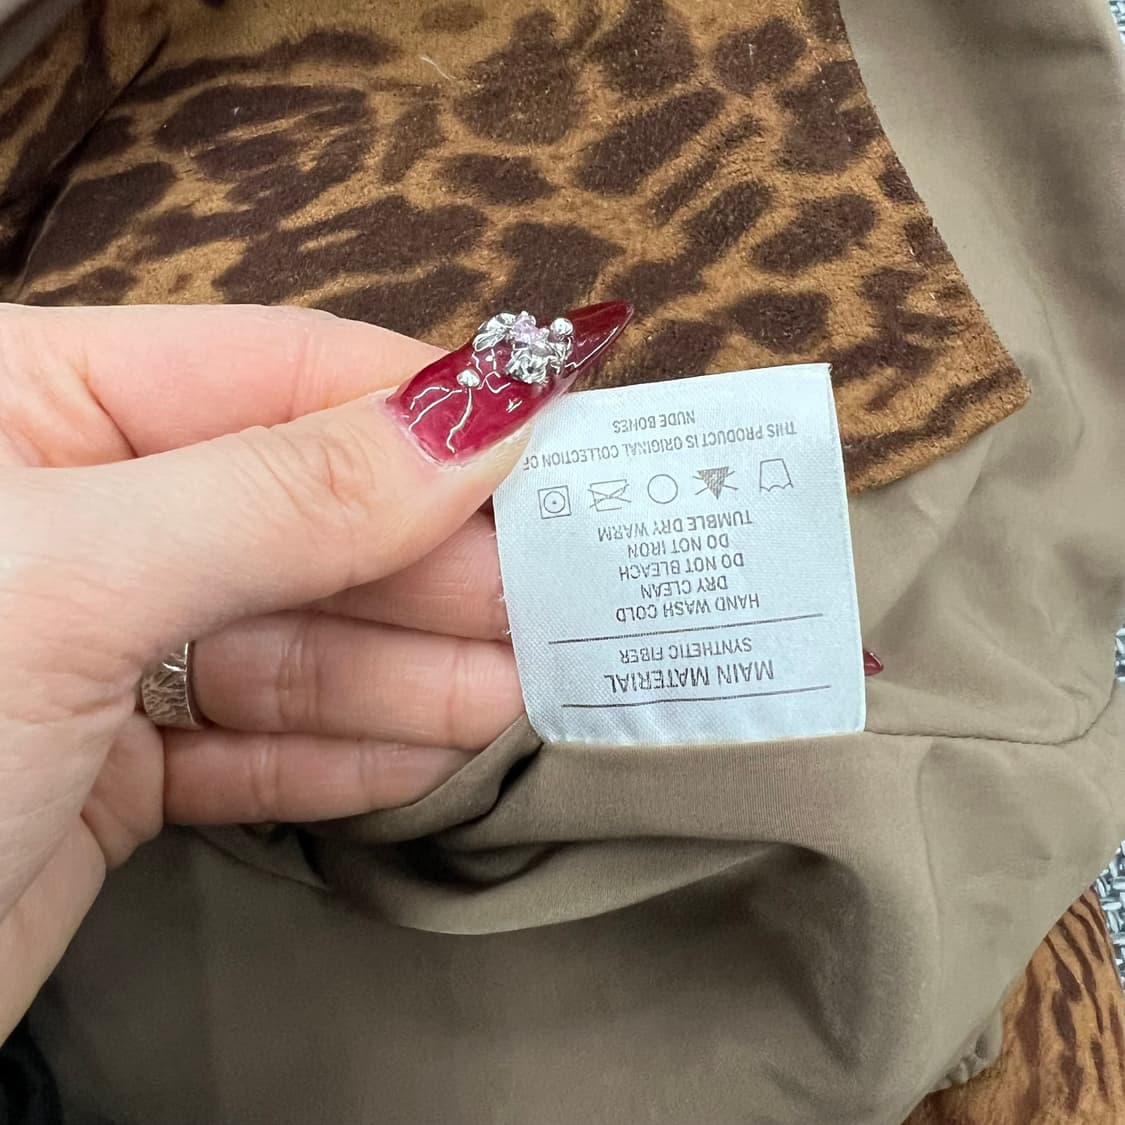 MAIN MATERIAL
SYNTHETIC FIBER
HAND WASH COLD
DRY CLEAN
DO NOT BLEACH
DO NOT IRON
TUMBLE DRY WARM
THIS PRODUCT IS ORIGINAL COLLECTION OF
NUDE BONES